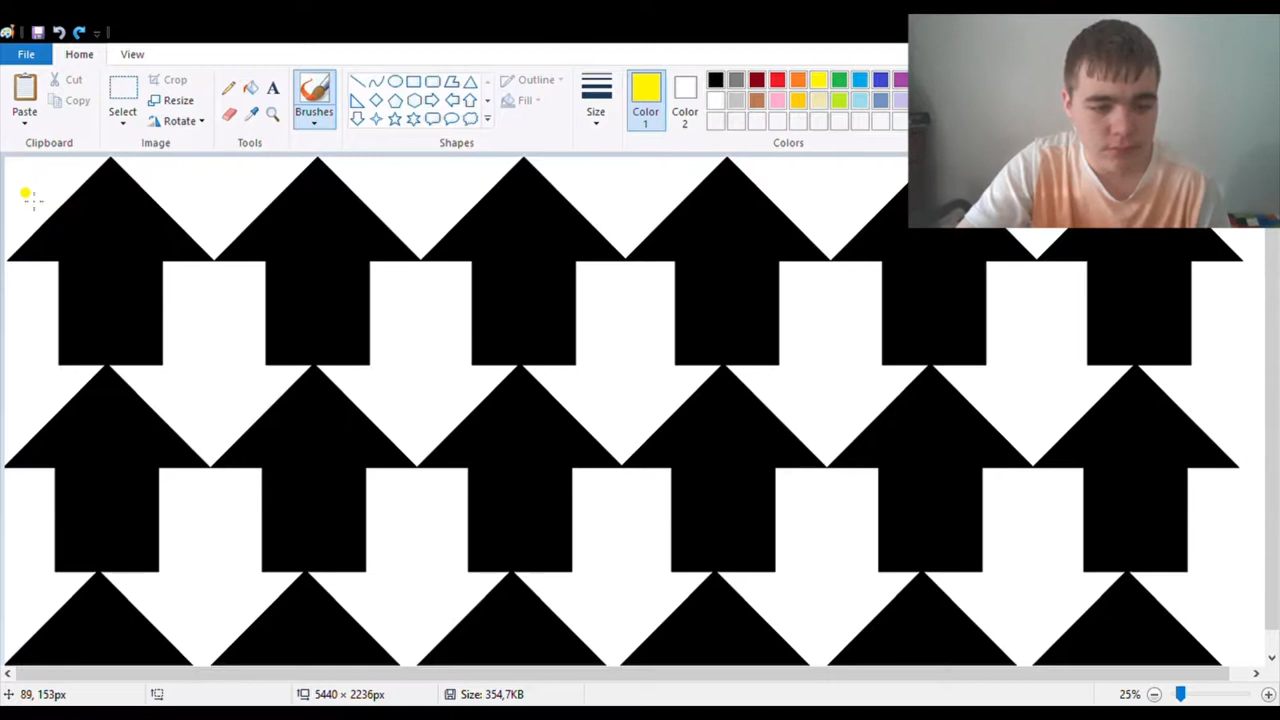 File Home View
Paste Cut Copy Select Crop Resize Rotate A Brushes Outline Fill Size Color 1 Color 2
Clipboard Image Tools Shapes Colors
89, 153px 5440 × 2236px Size: 354,7KB 25%